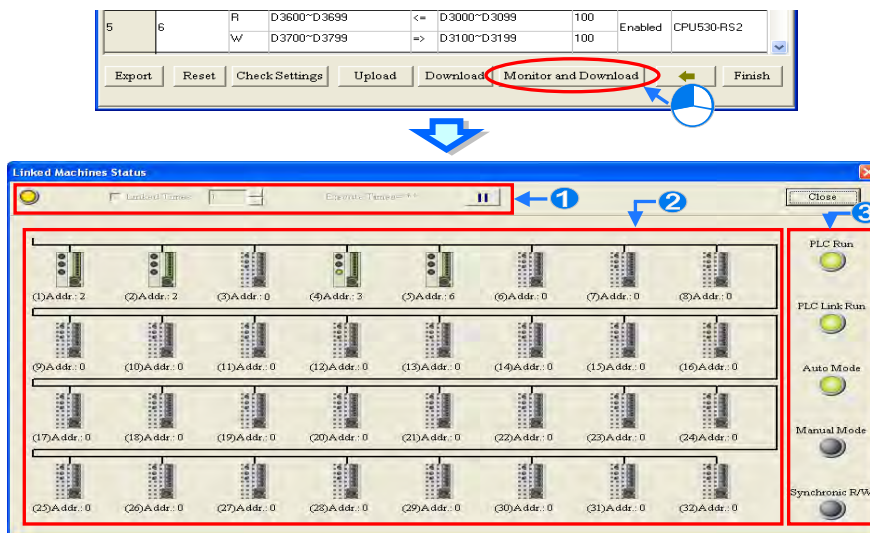 5 6 R D3600~D3699 <= D3000~D3099 100 Enabled CPU530-RS2
W D3700~D3799 => D3100~D3199 100
Export Reset Check Settings Upload Download Monitor and Download Finish
Linked Machines Status
Linked Times
1 Close
2
3
PLC Run
(1)Addr.: 2 (2)Addr.: 2 (3)Addr.: 0 (4)Addr.: 3 (5)Addr.: 6 (6)Addr.: 0 (7)Addr.: 0 (8)Addr.: 0
PLC Link Run
(9)Addr.: 0 (10)Addr.: 0 (11)Addr.: 0 (12)Addr.: 0 (13)Addr.: 0 (14)Addr.: 0 (15)Addr.: 0 (16)Addr.: 0
Auto Mode
(17)Addr.: 0 (18)Addr.: 0 (19)Addr.: 0 (20)Addr.: 0 (21)Addr.: 0 (22)Addr.: 0 (23)Addr.: 0 (24)Addr.: 0
Manual Mode
(25)Addr.: 0 (26)Addr.: 0 (27)Addr.: 0 (28)Addr.: 0 (29)Addr.: 0 (30)Addr.: 0 (31)Addr.: 0 (32)Addr.: 0
Synchronic R/W